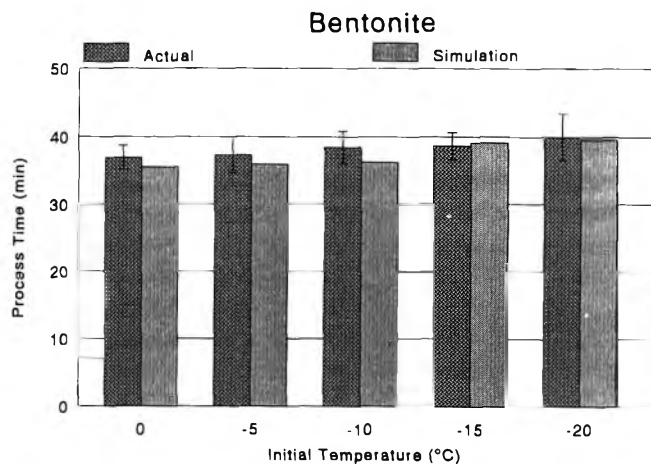 Bentonite
Actual
Simulation
50
40
30
20
10
0
Process Time (min)
0 -5 -10 -15 -20
Initial Temperature (°C)